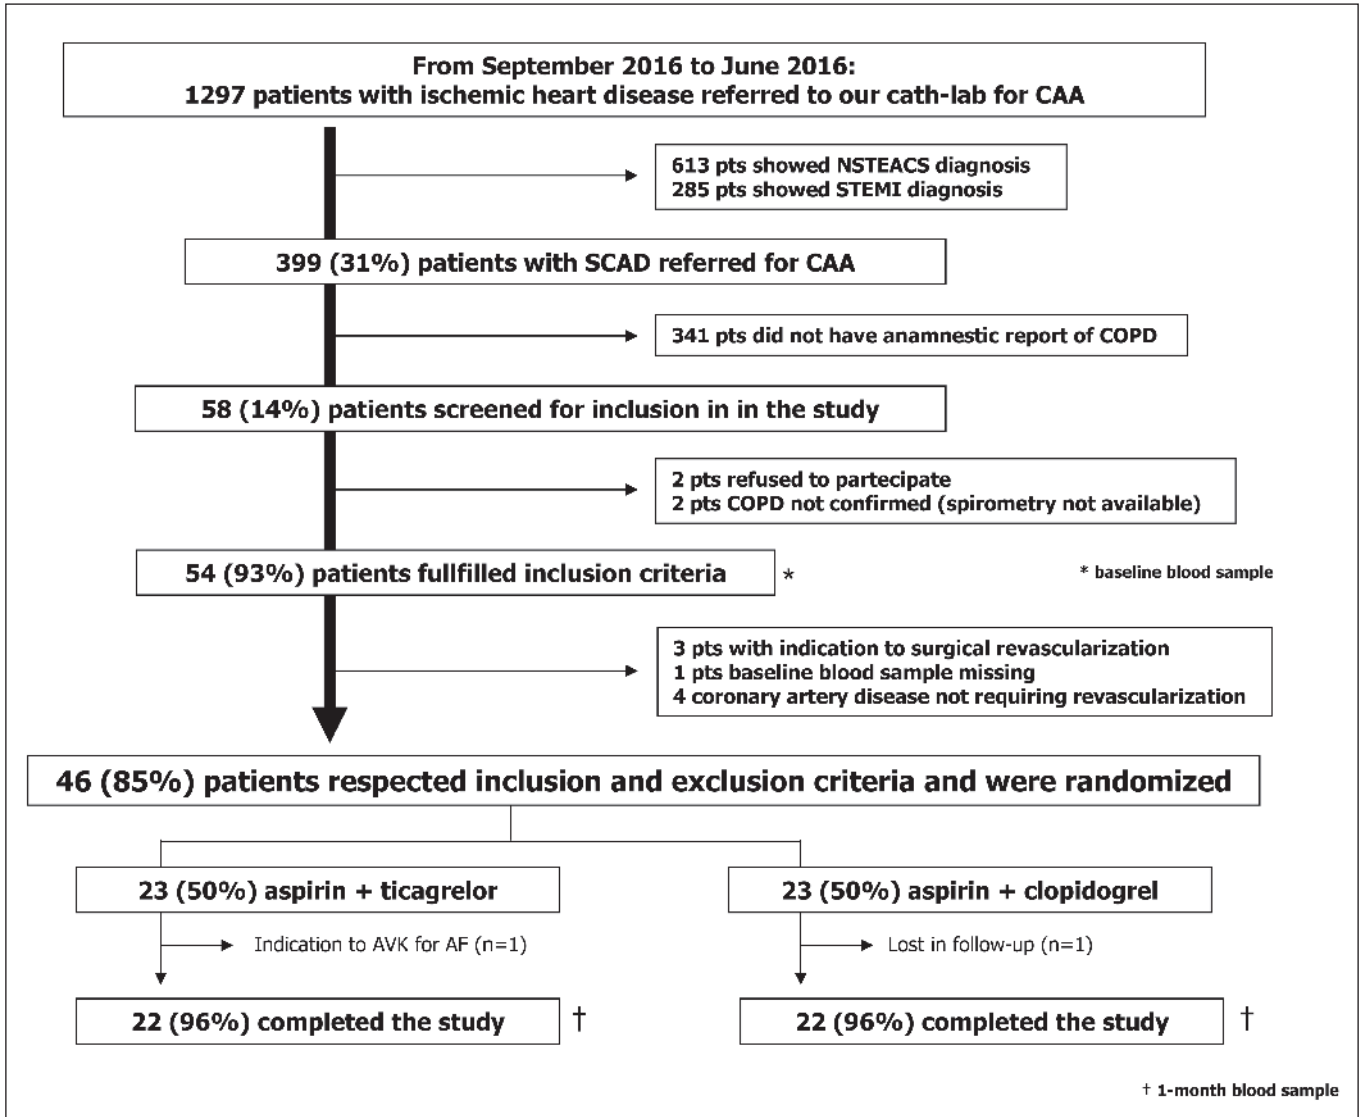 From September 2016 to June 2016:
1297 patients with ischemic heart disease referred to our cath-lab for CAA
613 pts showed NSTEACS diagnosis
285 pts showed STEMI diagnosis
399 (31%) patients with SCAD referred for CAA
341 pts did not have anamnestic report of COPD
58 (14%) patients screened for inclusion in in the study
2 pts refused to partecipate
2 pts COPD not confirmed (spirometry not available)
54 (93%) patients fullfilled inclusion criteria *
* baseline blood sample
3 pts with indication to surgical revascularization
1 pts baseline blood sample missing
4 coronary artery disease not requiring revascularization
46 (85%) patients respected inclusion and exclusion criteria and were randomized
23 (50%) aspirin + ticagrelor
23 (50%) aspirin + clopidogrel
Indication to AVK for AF (n=1)
Lost in follow-up (n=1)
22 (96%) completed the study †
22 (96%) completed the study †
† 1-month blood sample